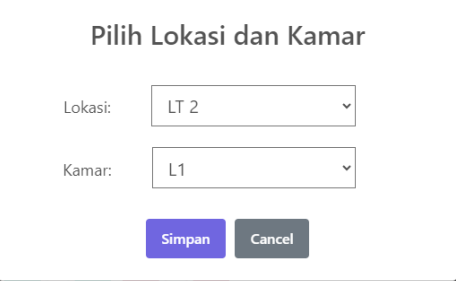 Pilih Lokasi dan Kamar
Lokasi: LT 2
Kamar: L1
Simpan Cancel